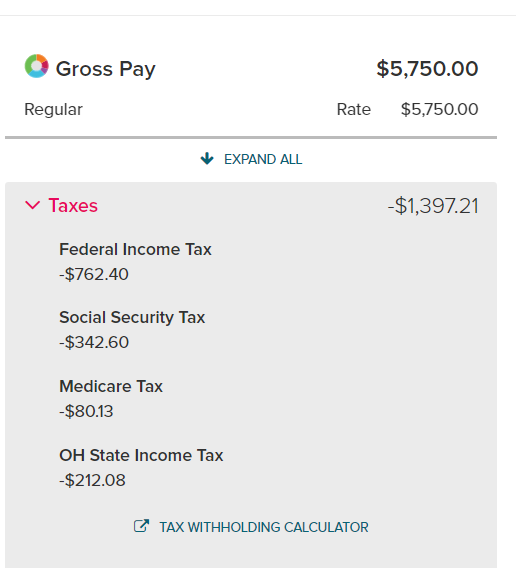 Gross Pay $5,750.00
Regular Rate $5,750.00
EXPAND ALL
Taxes -$1,397.21
Federal Income Tax
-$762.40
Social Security Tax
-$342.60
Medicare Tax
-$80.13
OH State Income Tax
-$212.08
TAX WITHHOLDING CALCULATOR